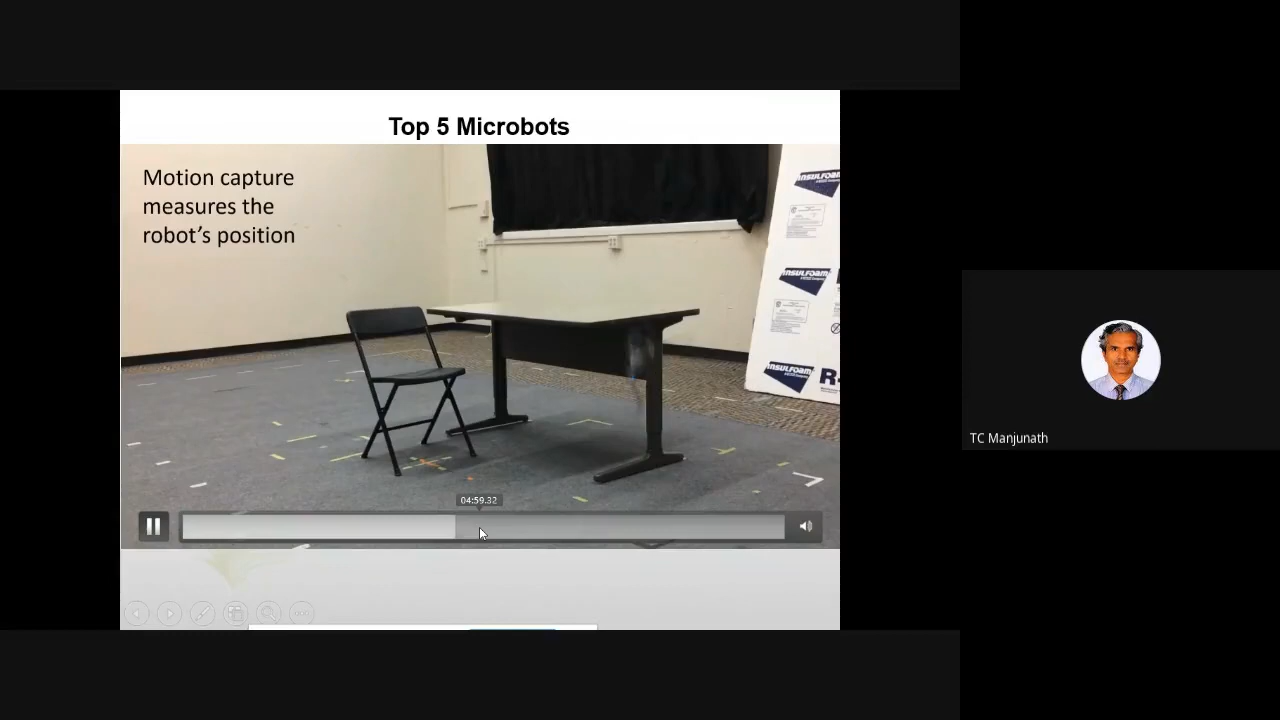 Top 5 Microbots
Motion capture
measures the
robot's position
INSULFOAM
INSULFOAM
INSULFOAM
R-
04:59.32
TC Manjunath